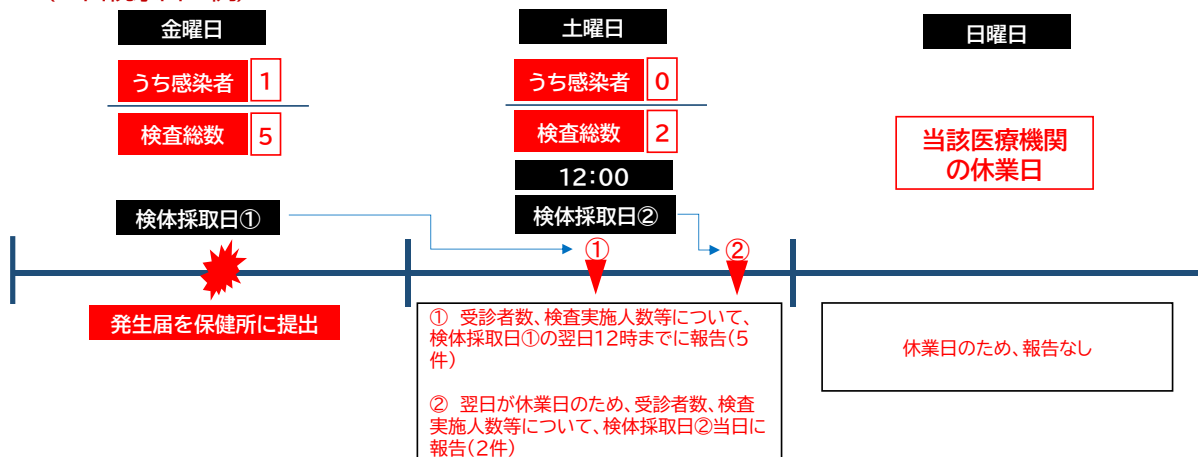 金曜日
土曜日
日曜日
うち感染者 1
検査総数 5
うち感染者 0
検査総数 2
当該医療機関
の休業日
12:00
検体採取日①
検体採取日②
①
②
発生届を保健所に提出
① 受診者数、検査実施人数等について、
検体採取日①の翌日12時までに報告(5
件)
② 翌日が休業日のため、受診者数、検査
実施人数等について、検体採取日②当日に
報告(2件)
休業日のため、報告なし